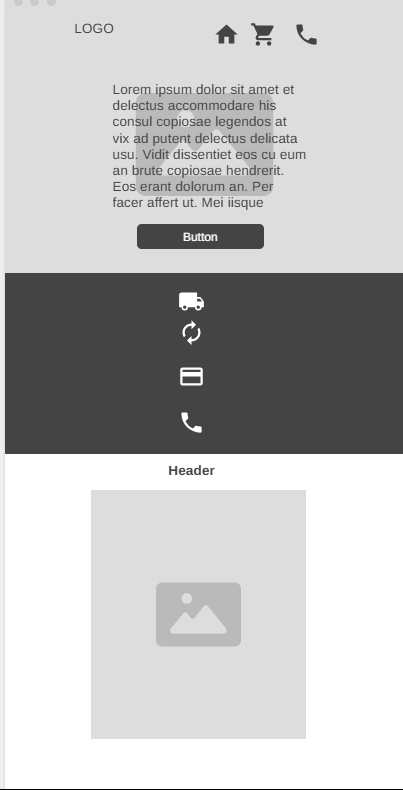 LOGO
Lorem ipsum dolor sit amet et
delectus accommodare his
consul copiosae legendos at
vix ad putent delectus delicata
usu. Vidit dissentiet eos cu eum
an brute copiosae hendrerit.
Eos erant dolorum an. Per
facer affert ut. Mei iisque
Button
Header